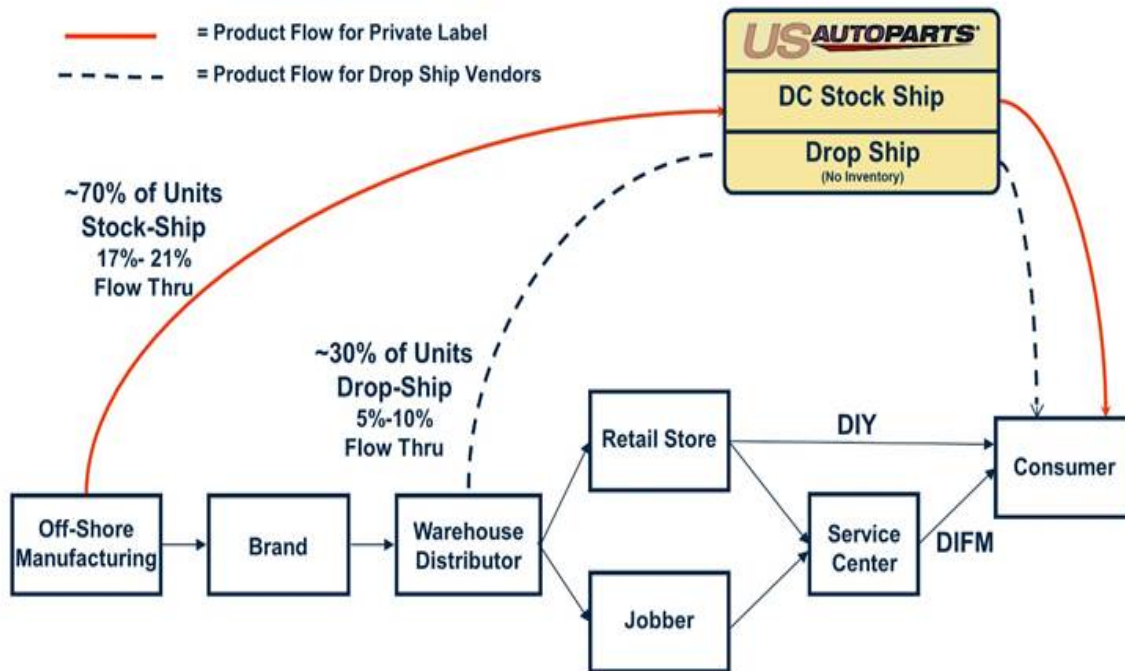 = Product Flow for Private Label
= Product Flow for Drop Ship Vendors
USAUTOPARTS
DC Stock Ship
Drop Ship
(No Inventory)
~70% of Units
Stock-Ship
17%- 21%
Flow Thru
~30% of Units
Drop-Ship
5%-10%
Flow Thru
Retail Store
DIY
Consumer
Off-Shore
Manufacturing
Brand
Warehouse
Distributor
Service
Center
DIFM
Jobber